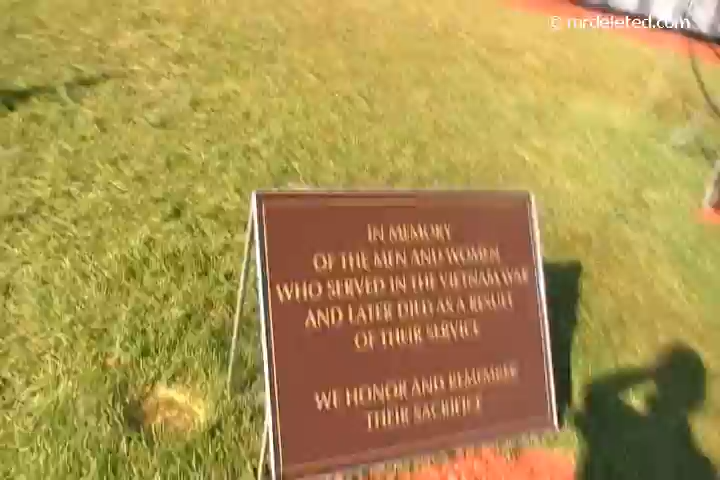 © mrdeleted.com
IN MEMORY
OF THE MEN AND WOMEN
WHO SERVED IN THE VIETNAM WAR
AND LATER DIED AS A RESULT
OF THEIR SERVICE
WE HONOR AND REMEMBER
THEIR SACRIFICE